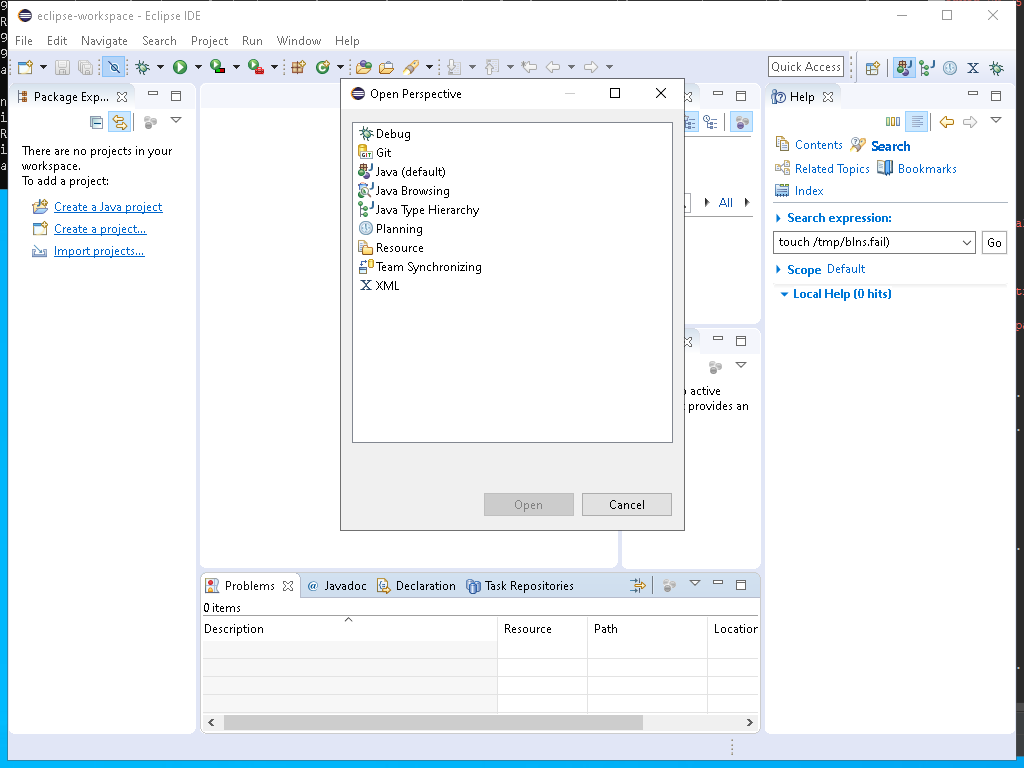 eclipse-workspace - Eclipse IDE
File Edit Navigate Search Project Run Window Help
Quick Access
Package Exp...
There are no projects in your
workspace.
To add a project:
Create a Java project
Create a project...
Import projects...
Open Perspective
Debug
GIT Git
Java (default)
Java Browsing
Java Type Hierarchy
Planning
Resource
Team Synchronizing
XML
Open Cancel
All
active
provides an
Help
Contents Search
Related Topics Bookmarks
Index
Search expression:
touch /tmp/blns.fail) Go
Scope Default
Local Help (0 hits)
Problems @ Javadoc Declaration Task Repositories
0 items
Description Resource Path Location